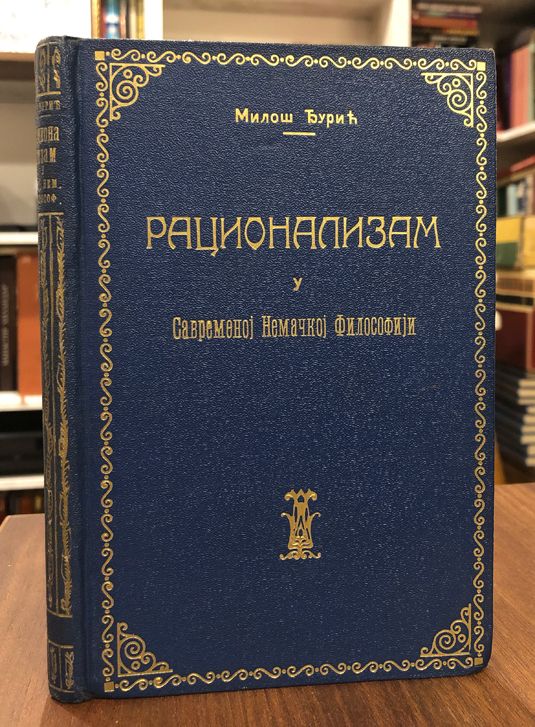 Милош Ђурић
РАЦИОНАЛИЗАМ
у
Савременој Немачкој Философији